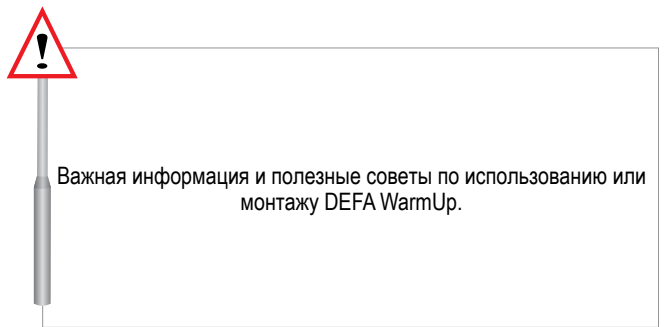 !
Важная информация и полезные советы по использованию или
монтажу DEFA WarmUp.